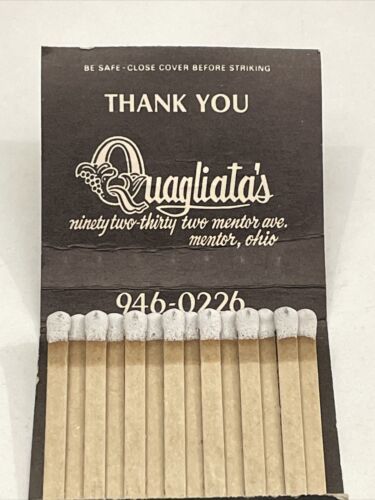 BE SAFE - CLOSE COVER BEFORE STRIKING
THANK YOU
Quagliata's
ninety two-thirty two mentor ave.
mentor, ohio
946-0226